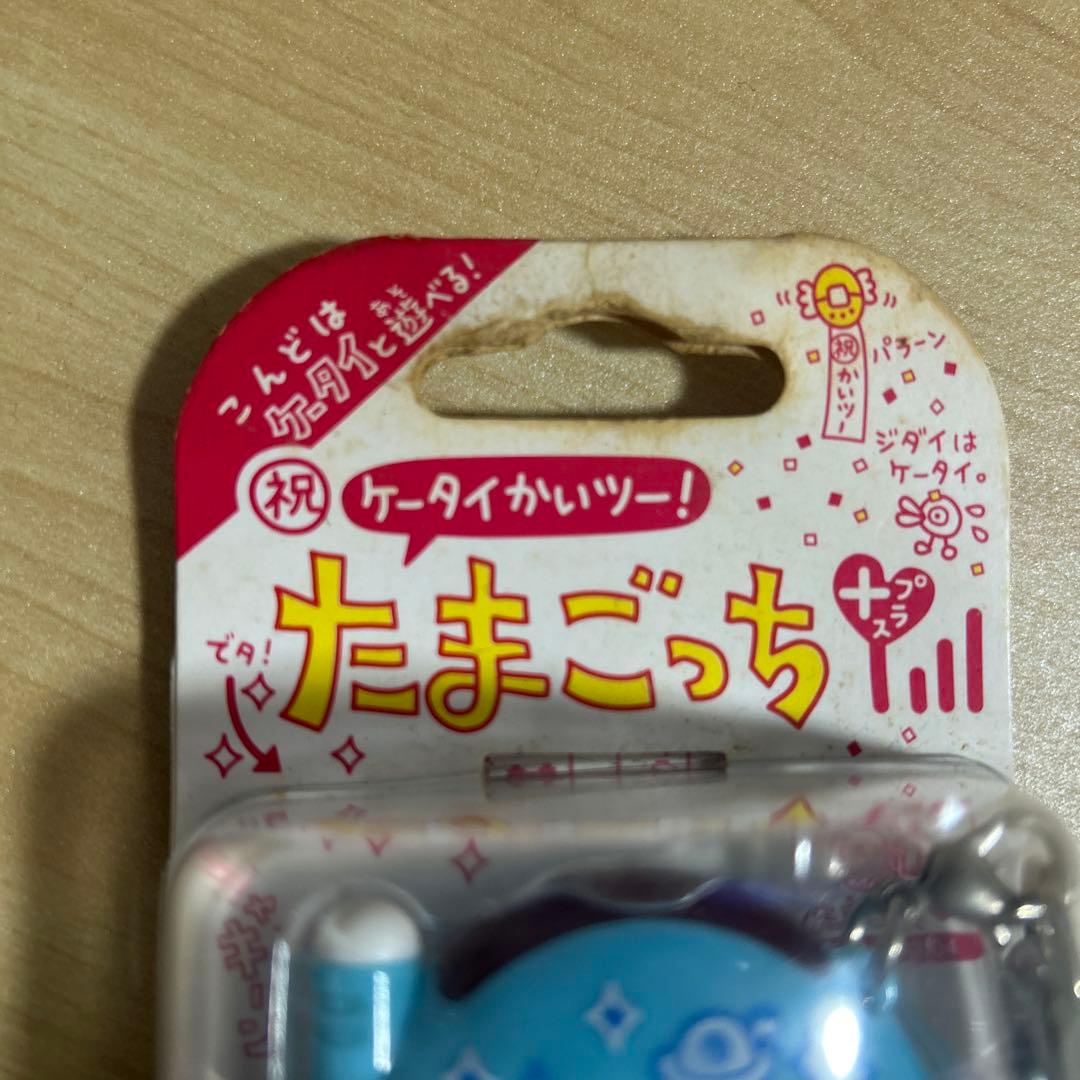 こんどは
ケータイと遊べる!
あそ
祝
ケータイかいツー!
たまごっち
＋プラス
でタ!
祝
かいツー
パラーン
ジダイは
ケータイ。